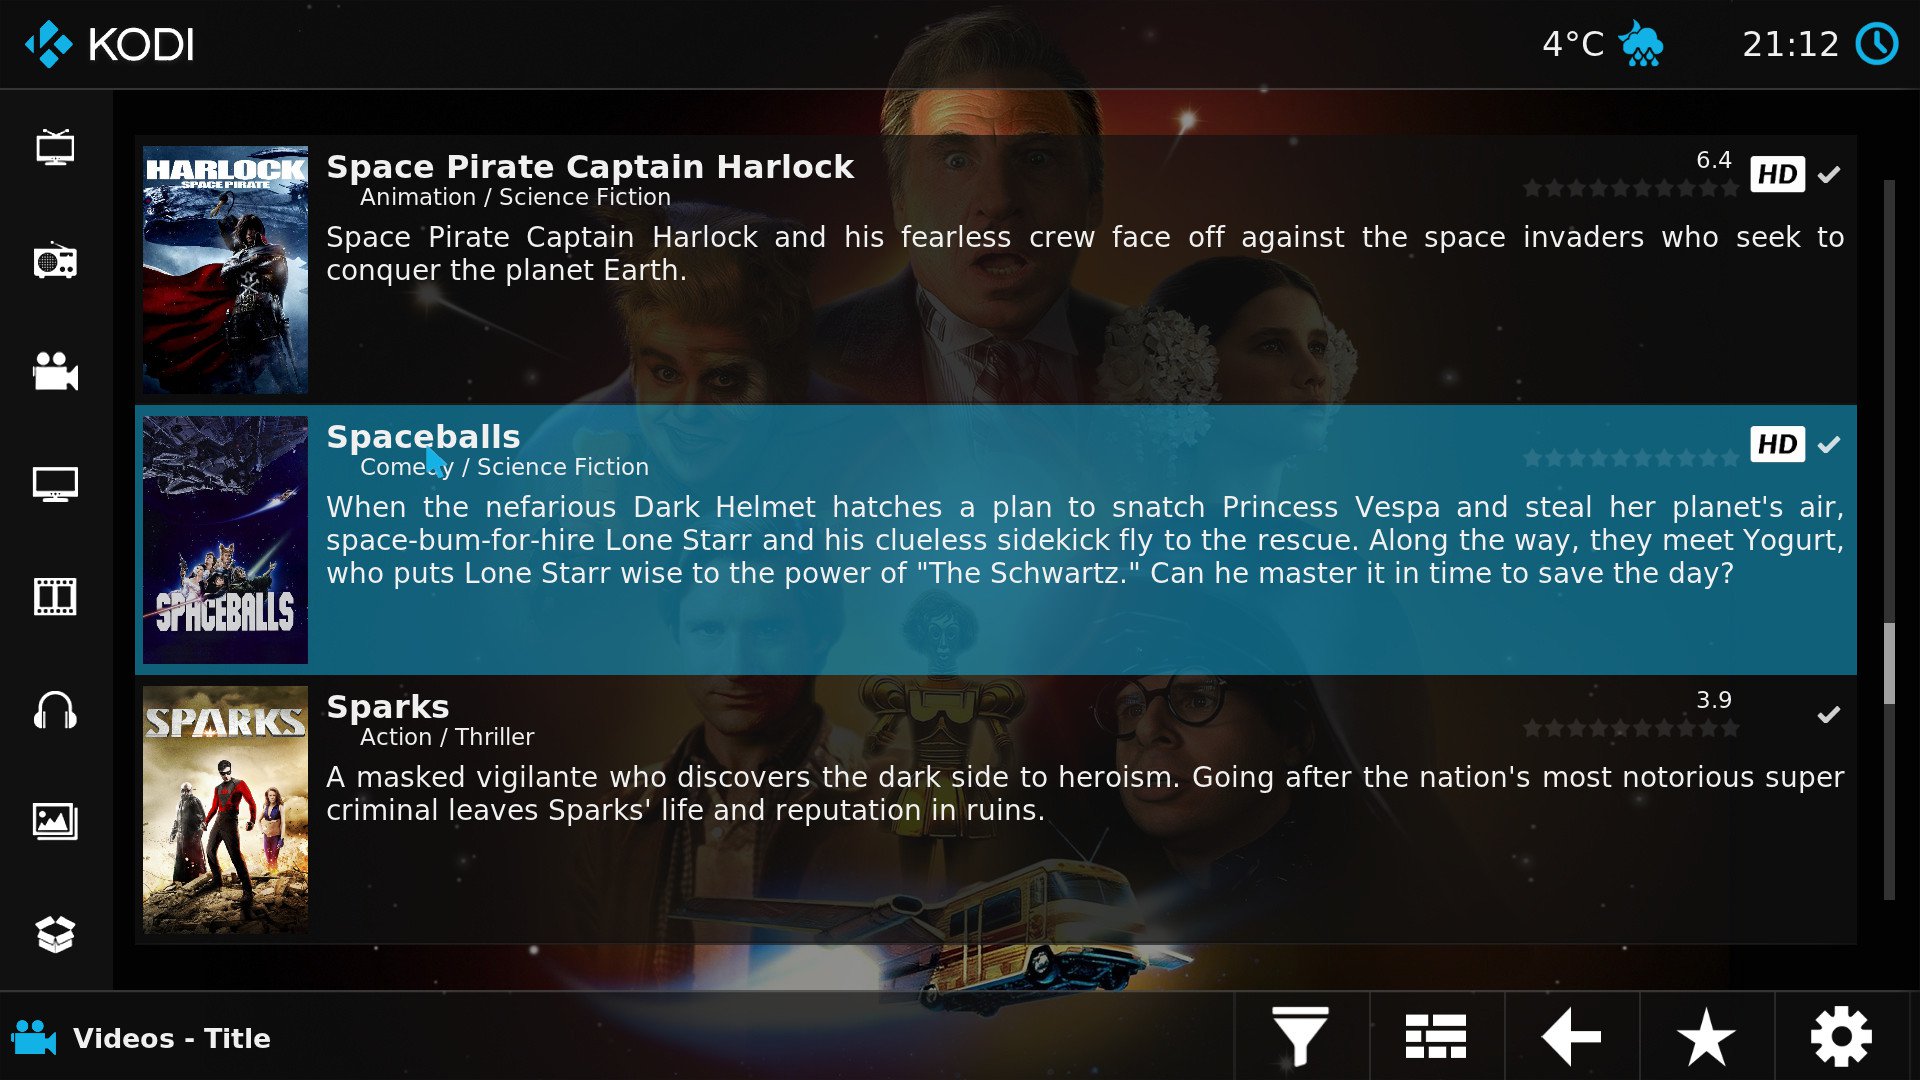 KODI
4°C
21:12
HARLOCK
SPACE PIRATE
Space Pirate Captain Harlock
Animation / Science Fiction
6.4
HD
Space Pirate Captain Harlock and his fearless crew face off against the space invaders who seek to
conquer the planet Earth.
SPACEBALLS
Spaceballs
Comedy / Science Fiction
HD
When the nefarious Dark Helmet hatches a plan to snatch Princess Vespa and steal her planet's air,
space-bum-for-hire Lone Starr and his clueless sidekick fly to the rescue. Along the way, they meet Yogurt,
who puts Lone Starr wise to the power of "The Schwartz." Can he master it in time to save the day?
SPARKS
Sparks
Action / Thriller
3.9
A masked vigilante who discovers the dark side to heroism. Going after the nation's most notorious super
criminal leaves Sparks' life and reputation in ruins.
Videos - Title